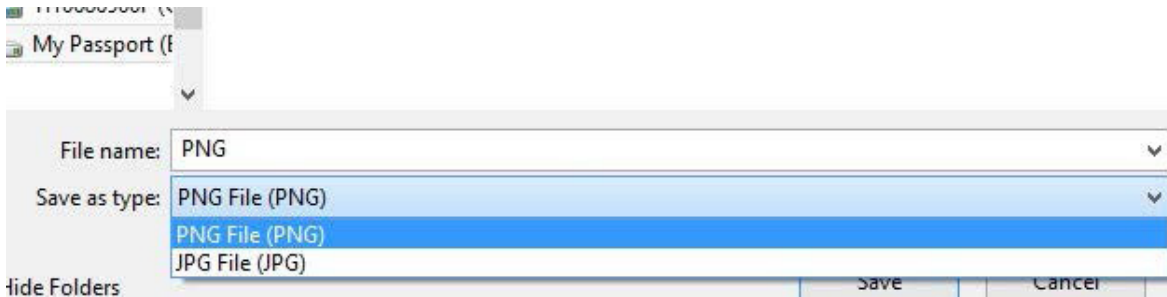 My Passport (
File name: PNG
Save as type: PNG File (PNG)
PNG File (PNG)
JPG File (JPG)
Hide Folders Save Cancel